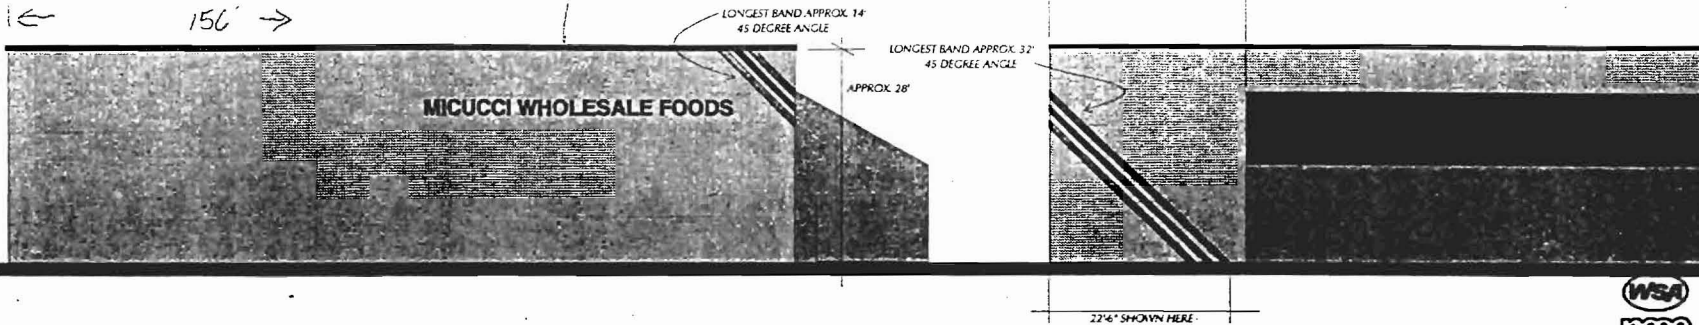 156'
LONGEST BAND APPROX. 14'
45 DEGREE ANGLE
LONGEST BAND APPROX. 32'
45 DEGREE ANGLE
APPROX. 28'
MICUCCI WHOLESALE FOODS
22'6" SHOWN HERE
WSA